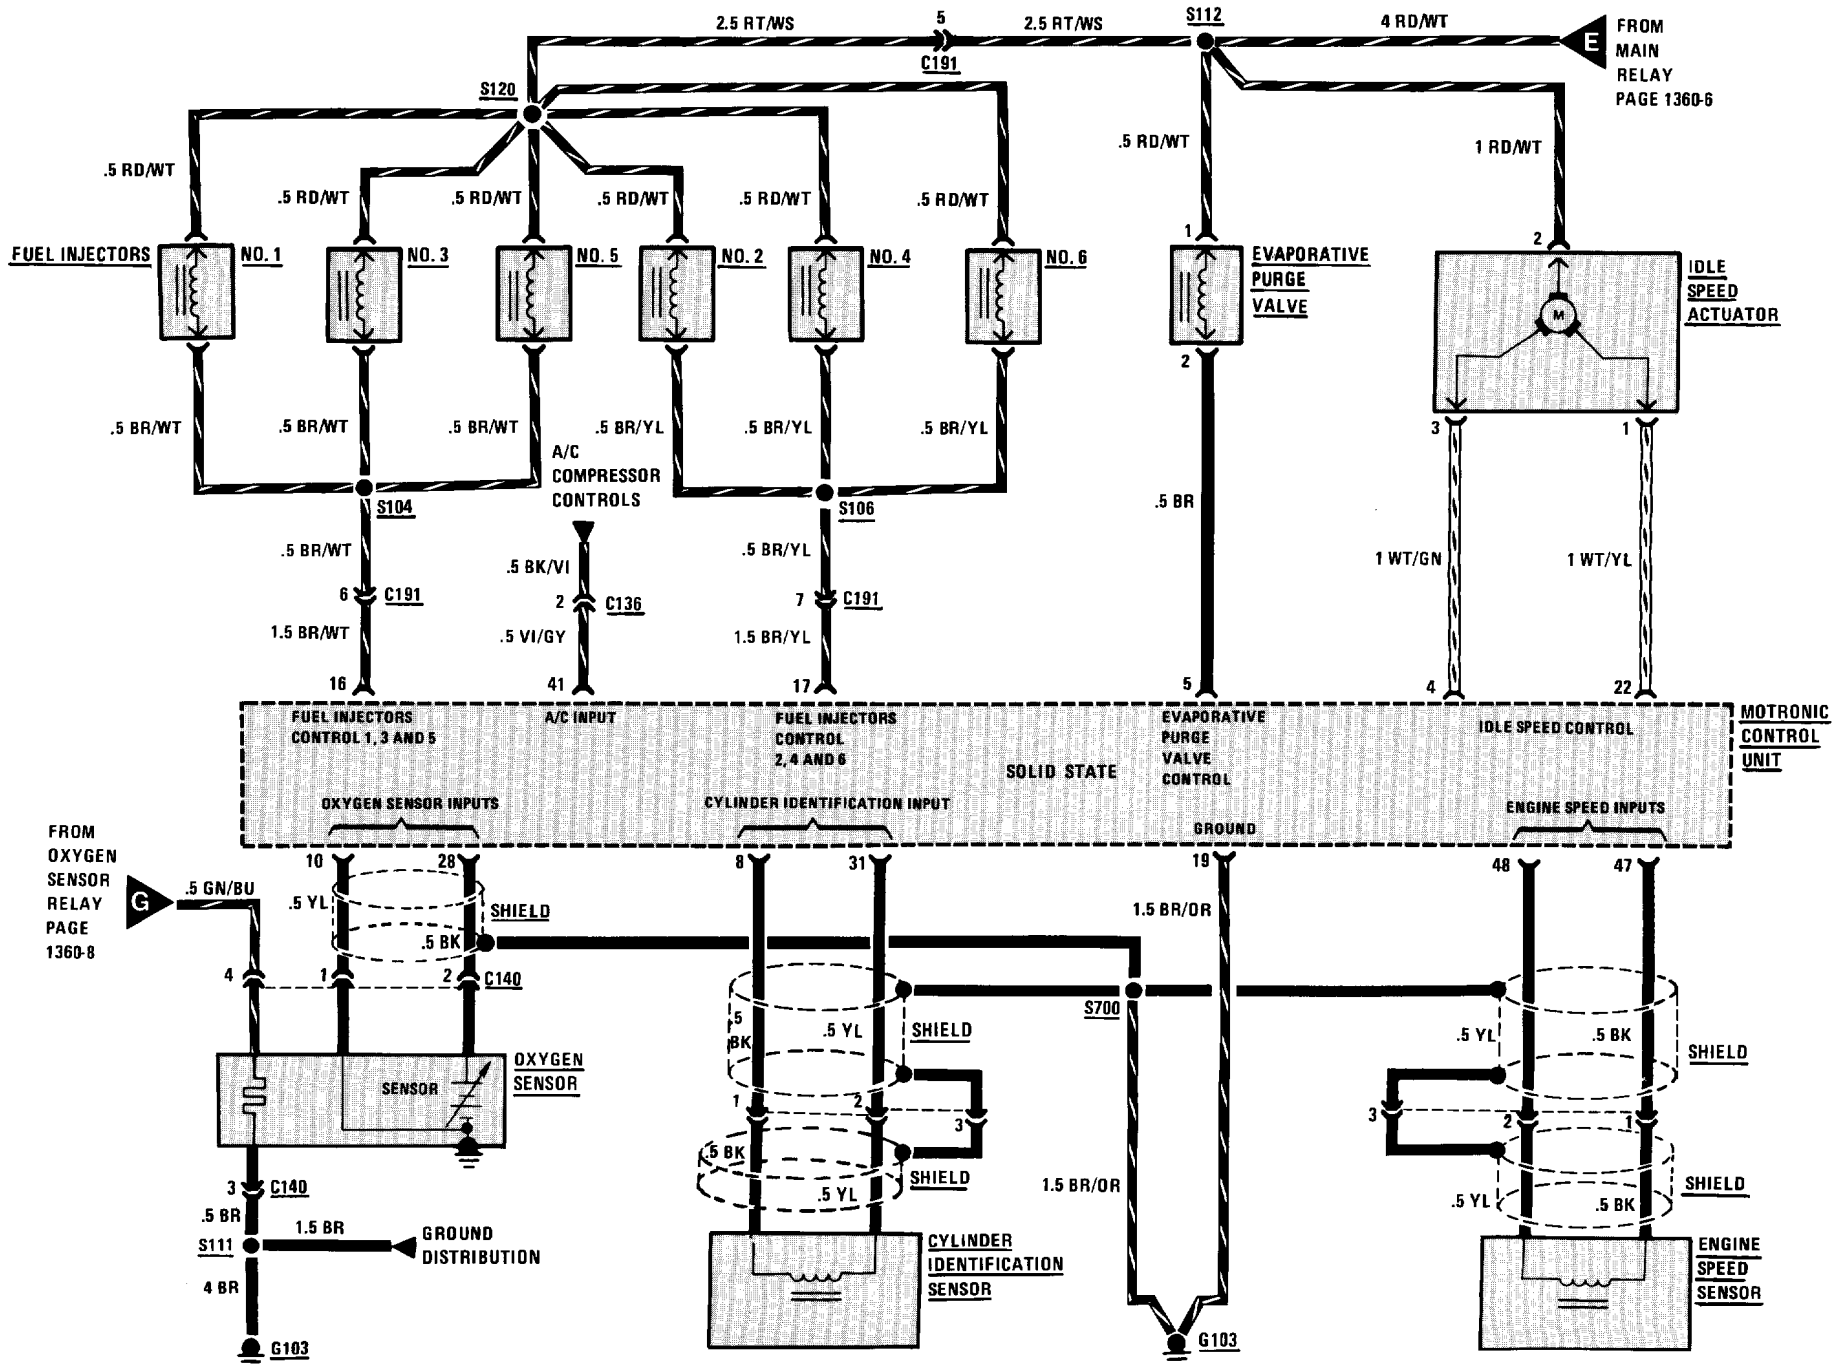 2.5 RT/WS
5
C191
2.5 RT/WS
S112
4 RD/WT
E
FROM
MAIN
RELAY
PAGE 1360-6
S120
.5 RD/WT
.5 RD/WT
.5 RD/WT
.5 RD/WT
.5 RD/WT
.5 RD/WT
.5 RD/WT
1 RD/WT
FUEL INJECTORS
NO. 1
NO. 3
NO. 5
NO. 2
NO. 4
NO. 6
1
EVAPORATIVE
PURGE
VALVE
2
2
M
IDLE
SPEED
ACTUATOR
3
1
.5 BR/WT
.5 BR/WT
.5 BR/WT
.5 BR/YL
.5 BR/YL
.5 BR/YL
A/C
COMPRESSOR
CONTROLS
S104
S106
.5 BR
.5 BR/WT
.5 BK/VI
.5 BR/YL
1 WT/GN
1 WT/YL
6
C191
2
C136
7
C191
1.5 BR/WT
.5 VI/GY
1.5 BR/YL
16
41
17
5
4
22
FUEL INJECTORS
CONTROL 1, 3 AND 5
A/C INPUT
FUEL INJECTORS
CONTROL
2, 4 AND 6
EVAPORATIVE
PURGE
VALVE
CONTROL
IDLE SPEED CONTROL
MOTRONIC
CONTROL
UNIT
SOLID STATE
OXYGEN SENSOR INPUTS
CYLINDER IDENTIFICATION INPUT
GROUND
ENGINE SPEED INPUTS
10
28
8
31
19
48
47
FROM
OXYGEN
SENSOR
RELAY
PAGE
1360-8
G
.5 GN/BU
.5 YL
.5 BK
SHIELD
1.5 BR/OR
4
1
2
C140
S700
.5
BK
.5 YL
SHIELD
.5 YL
.5 BK
SHIELD
SENSOR
OXYGEN
SENSOR
1
2
3
3
2
1
.5 BK
.5 YL
SHIELD
1.5 BR/OR
.5 YL
.5 BK
SHIELD
3
C140
.5 BR
S111
1.5 BR
GROUND
DISTRIBUTION
4 BR
G103
CYLINDER
IDENTIFICATION
SENSOR
G103
ENGINE
SPEED
SENSOR